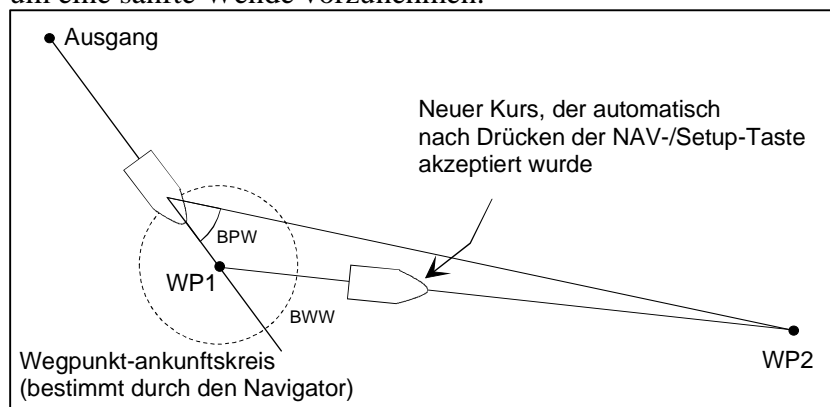 um eine sanfte Wende vorzunehmen.
Ausgang
Neuer Kurs, der automatisch
nach Drücken der NAV-/Setup-Taste
akzeptiert wurde
BPW
WP1
BWW
WP2
Wegpunkt-ankunftskreis
(bestimmt durch den Navigator)